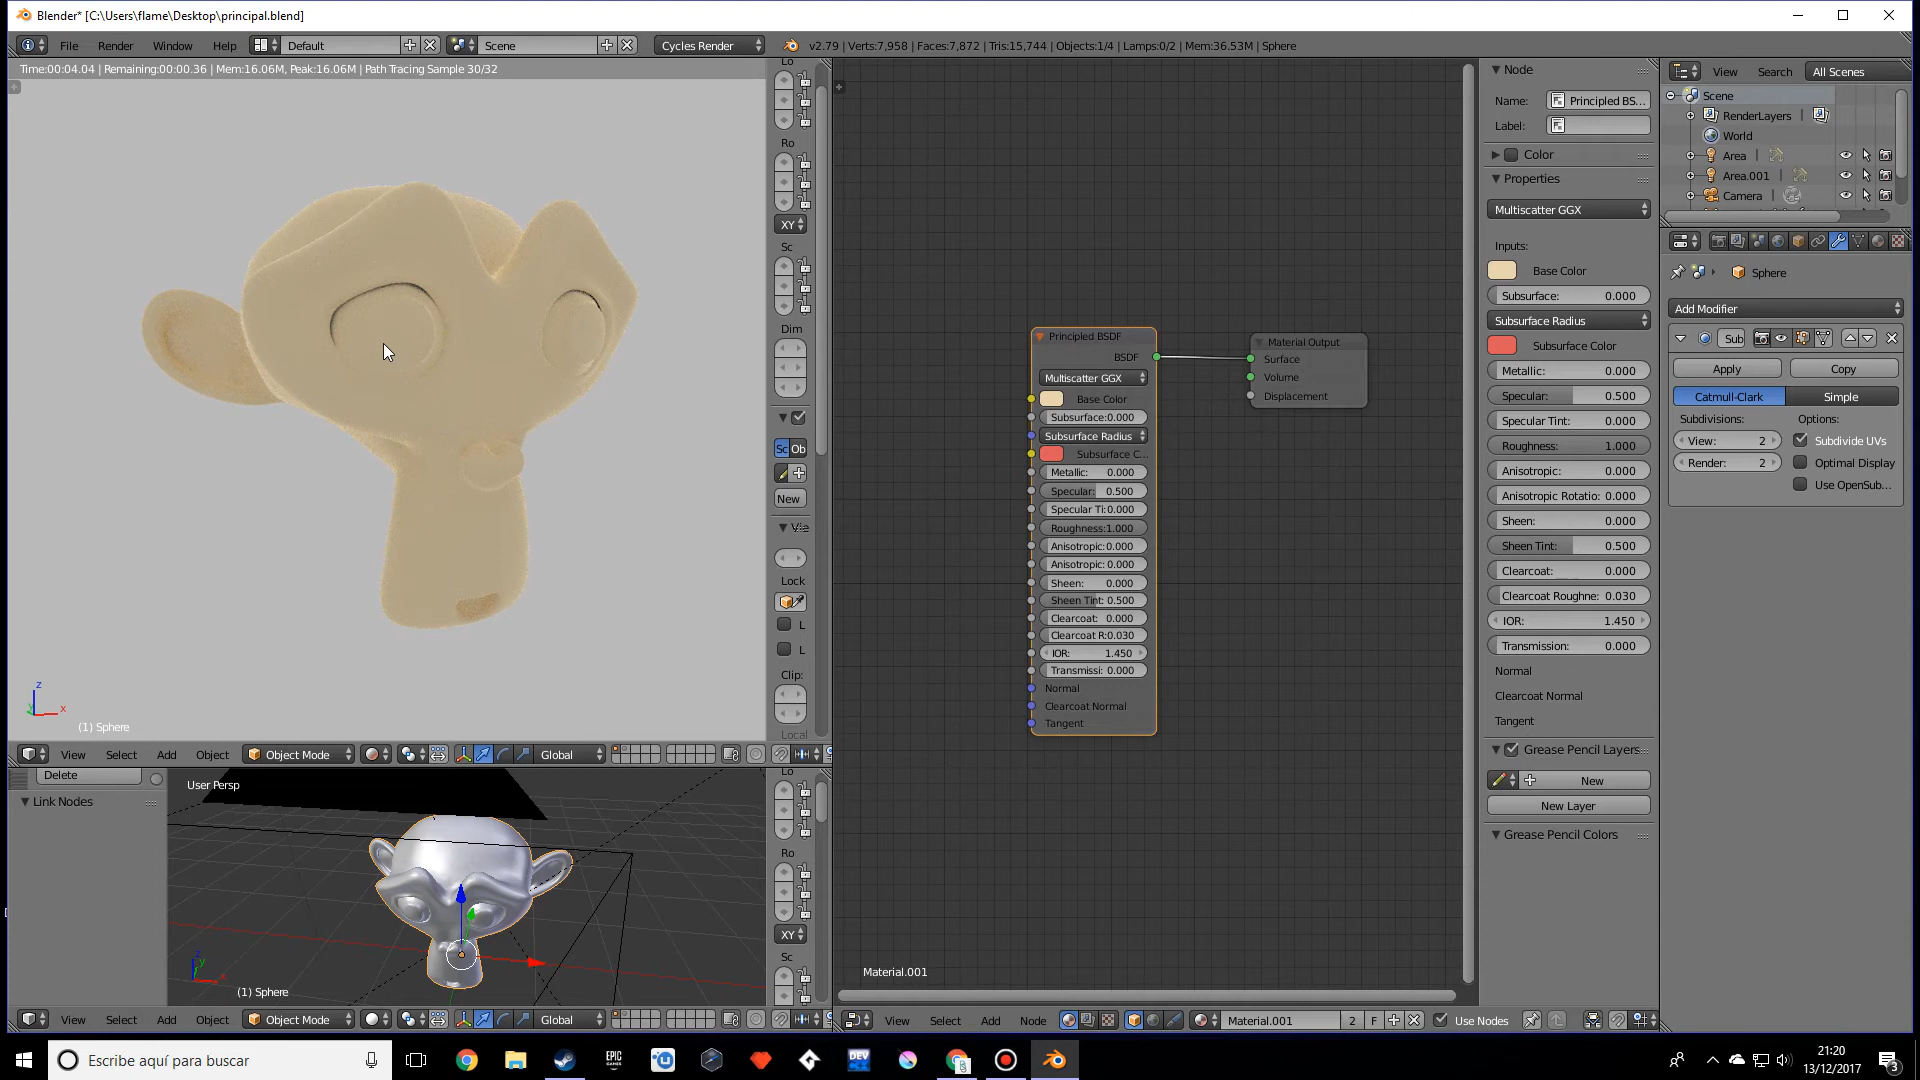 Blender* [C:\Users\flame\Desktop\principal.blend]
File Render Window Help Default Scene Cycles Render v2.79 | Verts:7,958 | Faces:7,872 | Tris:15,744 | Objects:1/4 | Lamps:0/2 | Mem:36.53M | Sphere
Time:00:04.04 | Remaining:00:00.36 | Mem:16.06M, Peak:16.06M | Path Tracing Sample 30/32
Lo
Ro
XY
Sc
Dim
Sc Ob
New
Vie
Lock
L
L
Clip:
Local
z
x
(1) Sphere
View Select Add Object Object Mode Global
Delete
Link Nodes
User Persp
Lo
Ro
XY
Sc
(1) Sphere
View Select Add Object Object Mode Global
Principled BSDF
BSDF
Multiscatter GGX
Base Color
Subsurface:0.000
Subsurface Radius
Subsurface C...
Metallic: 0.000
Specular: 0.500
Specular Ti:0.000
Roughness:1.000
Anisotropic:0.000
Anisotropic:0.000
Sheen: 0.000
Sheen Tint: 0.500
Clearcoat: 0.000
Clearcoat R:0.030
IOR: 1.450
Transmissi: 0.000
Normal
Clearcoat Normal
Tangent
Material Output
Surface
Volume
Displacement
Material.001
View Select Add Node Material.001 2 F Use Nodes
Node
Name: Principled BS...
Label:
Color
Properties
Multiscatter GGX
Inputs:
Base Color
Subsurface: 0.000
Subsurface Radius
Subsurface Color
Metallic: 0.000
Specular: 0.500
Specular Tint: 0.000
Roughness: 1.000
Anisotropic: 0.000
Anisotropic Rotatio: 0.000
Sheen: 0.000
Sheen Tint: 0.500
Clearcoat: 0.000
Clearcoat Roughne: 0.030
IOR: 1.450
Transmission: 0.000
Normal
Clearcoat Normal
Tangent
Grease Pencil Layers
New
New Layer
Grease Pencil Colors
View Search All Scenes
Scene
RenderLayers
World
Area
Area.001
Camera
Sphere
Add Modifier
Sub
Apply Copy
Catmull-Clark Simple
Subdivisions: Options:
View: 2 Subdivide UVs
Render: 2 Optimal Display
Use OpenSub...
Escribe aquí para buscar
EPIC GAMES
DEV
21:20
13/12/2017
3